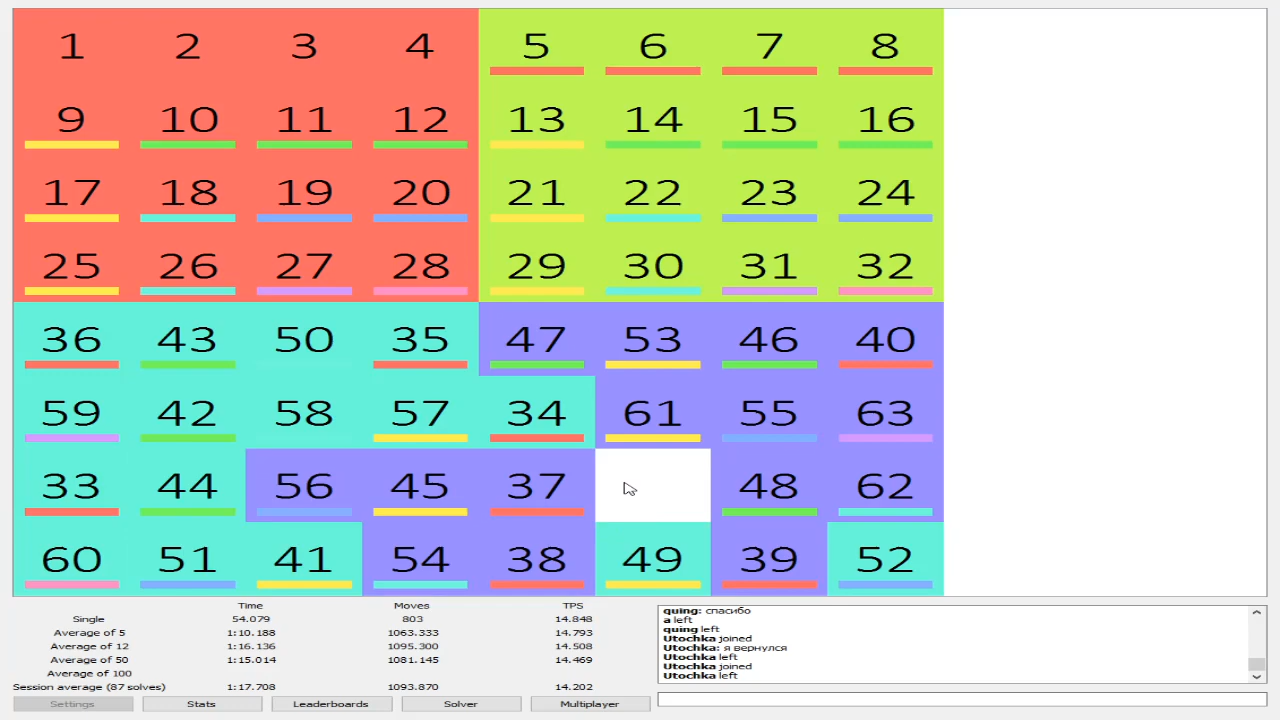 1 2 3 4 5 6 7 8
9 10 11 12 13 14 15 16
17 18 19 20 21 22 23 24
25 26 27 28 29 30 31 32
36 43 50 35 47 53 46 40
59 42 58 57 34 61 55 63
33 44 56 45 37 48 62
60 51 41 54 38 49 39 52
Time Moves TPS
Single 54.079 803 14.848
Average of 5 1:10.188 1063.333 14.793
Average of 12 1:16.136 1095.300 14.508
Average of 50 1:15.014 1081.145 14.469
Average of 100
Session average (87 solves) 1:17.708 1093.870 14.202
Settings Stats Leaderboards Solver Multiplayer
quing: спасибо
a left
quing left
Utochka joined
Utochka: я вернулся
Utochka left
Utochka joined
Utochka left